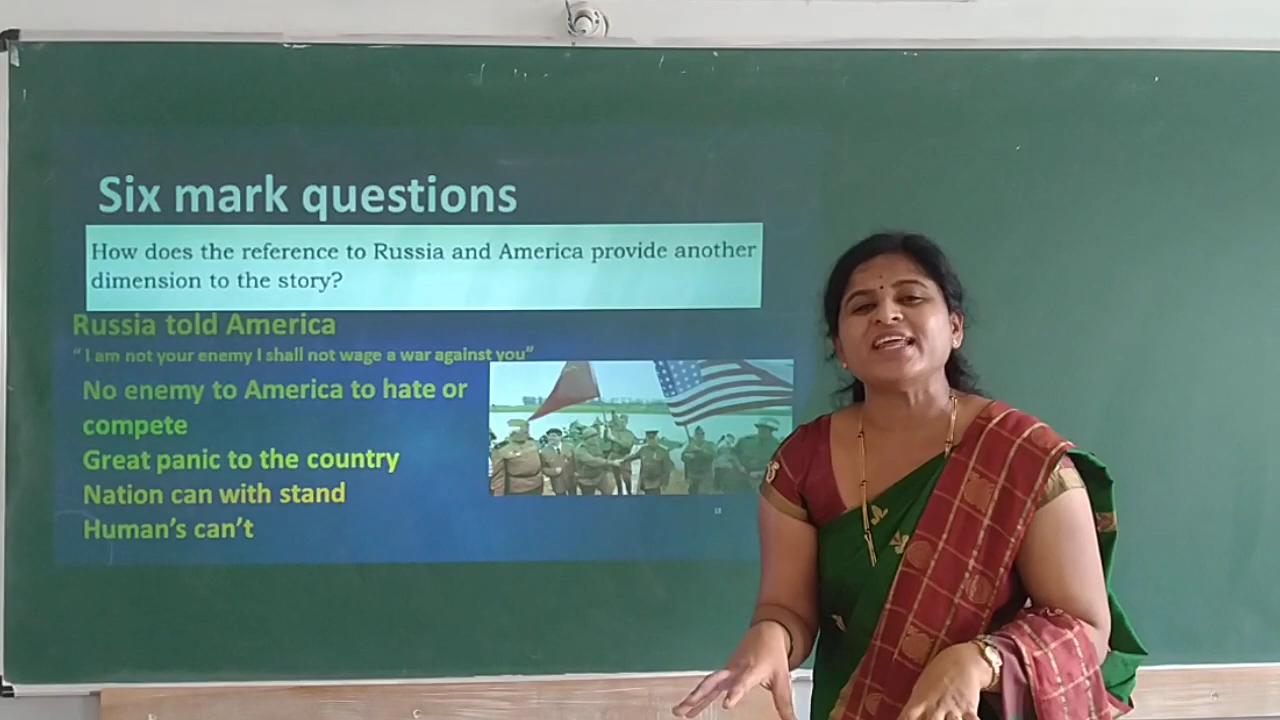 Six mark questions
How does the reference to Russia and America provide another
dimension to the story?
Russia told America
“ I am not your enemy I shall not wage a war against you”
No enemy to America to hate or
compete
Great panic to the country
Nation can with stand
Human’s can’t